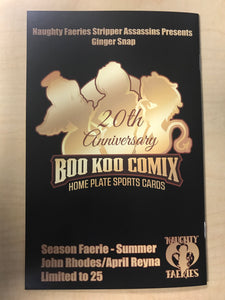 Naughty Faeries Stripper Assassins Presents
Ginger Snap
20th
Anniversary
BOO KOO COMIX
HOME PLATE SPORTS CARDS
Season Faerie - Summer
John Rhodes/April Reyna
Limited to 25
NAUGHTY
FAERIES